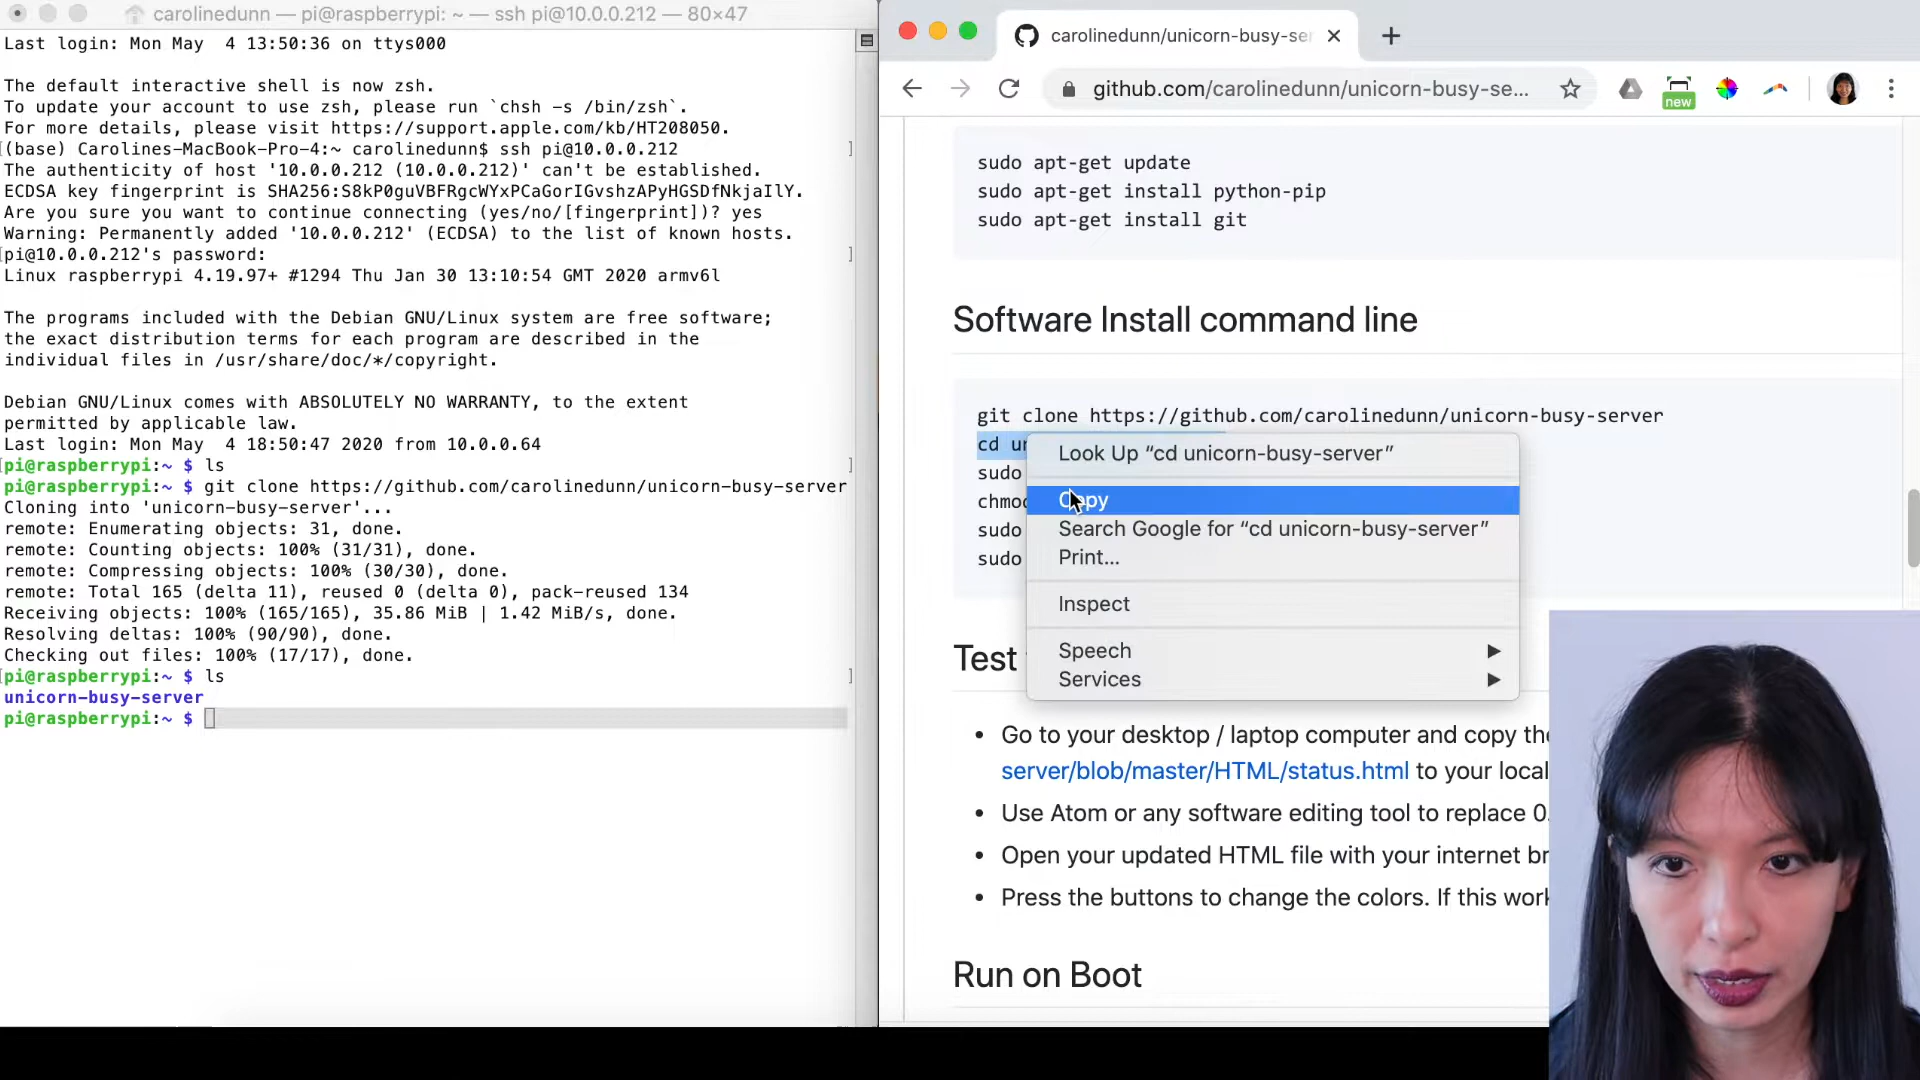 carolinedunn — pi@raspberrypi: ~ — ssh pi@10.0.0.212 — 80×47
Last login: Mon May  4 13:50:36 on ttys000
The default interactive shell is now zsh.
To update your account to use zsh, please run `chsh -s /bin/zsh`.
For more details, please visit https://support.apple.com/kb/HT208050.
[(base) Carolines-MacBook-Pro-4:~ carolinedunn$ ssh pi@10.0.0.212 ]
The authenticity of host '10.0.0.212 (10.0.0.212)' can't be established.
ECDSA key fingerprint is SHA256:S8kP0guVBFRgcWYxPCaGorIGvshzAPyHGSDfNkjaIlY.
Are you sure you want to continue connecting (yes/no/[fingerprint])? yes
Warning: Permanently added '10.0.0.212' (ECDSA) to the list of known hosts.
[pi@10.0.0.212's password: ]
Linux raspberrypi 4.19.97+ #1294 Thu Jan 30 13:10:54 GMT 2020 armv6l
The programs included with the Debian GNU/Linux system are free software;
the exact distribution terms for each program are described in the
individual files in /usr/share/doc/*/copyright.
Debian GNU/Linux comes with ABSOLUTELY NO WARRANTY, to the extent
permitted by applicable law.
Last login: Mon May  4 18:50:47 2020 from 10.0.0.64
[pi@raspberrypi:~ $ ls ]
[pi@raspberrypi:~ $ git clone https://github.com/carolinedunn/unicorn-busy-server
Cloning into 'unicorn-busy-server'...
remote: Enumerating objects: 31, done.
remote: Counting objects: 100% (31/31), done.
remote: Compressing objects: 100% (30/30), done.
remote: Total 165 (delta 11), reused 0 (delta 0), pack-reused 134
Receiving objects: 100% (165/165), 35.86 MiB | 1.42 MiB/s, done.
Resolving deltas: 100% (90/90), done.
Checking out files: 100% (17/17), done.
[pi@raspberrypi:~ $ ls ]
unicorn-busy-server
pi@raspberrypi:~ $
carolinedunn/unicorn-busy-se
github.com/carolinedunn/unicorn-busy-se...
new
sudo apt-get update
sudo apt-get install python-pip
sudo apt-get install git
Software Install command line
git clone https://github.com/carolinedunn/unicorn-busy-server
cd un
sudo
chmod
sudo
sudo
Look Up “cd unicorn-busy-server”
Copy
Search Google for “cd unicorn-busy-server”
Print...
Inspect
Speech
Services
Test
• Go to your desktop / laptop computer and copy the
server/blob/master/HTML/status.html to your local
• Use Atom or any software editing tool to replace 0.
• Open your updated HTML file with your internet br
• Press the buttons to change the colors. If this work
Run on Boot